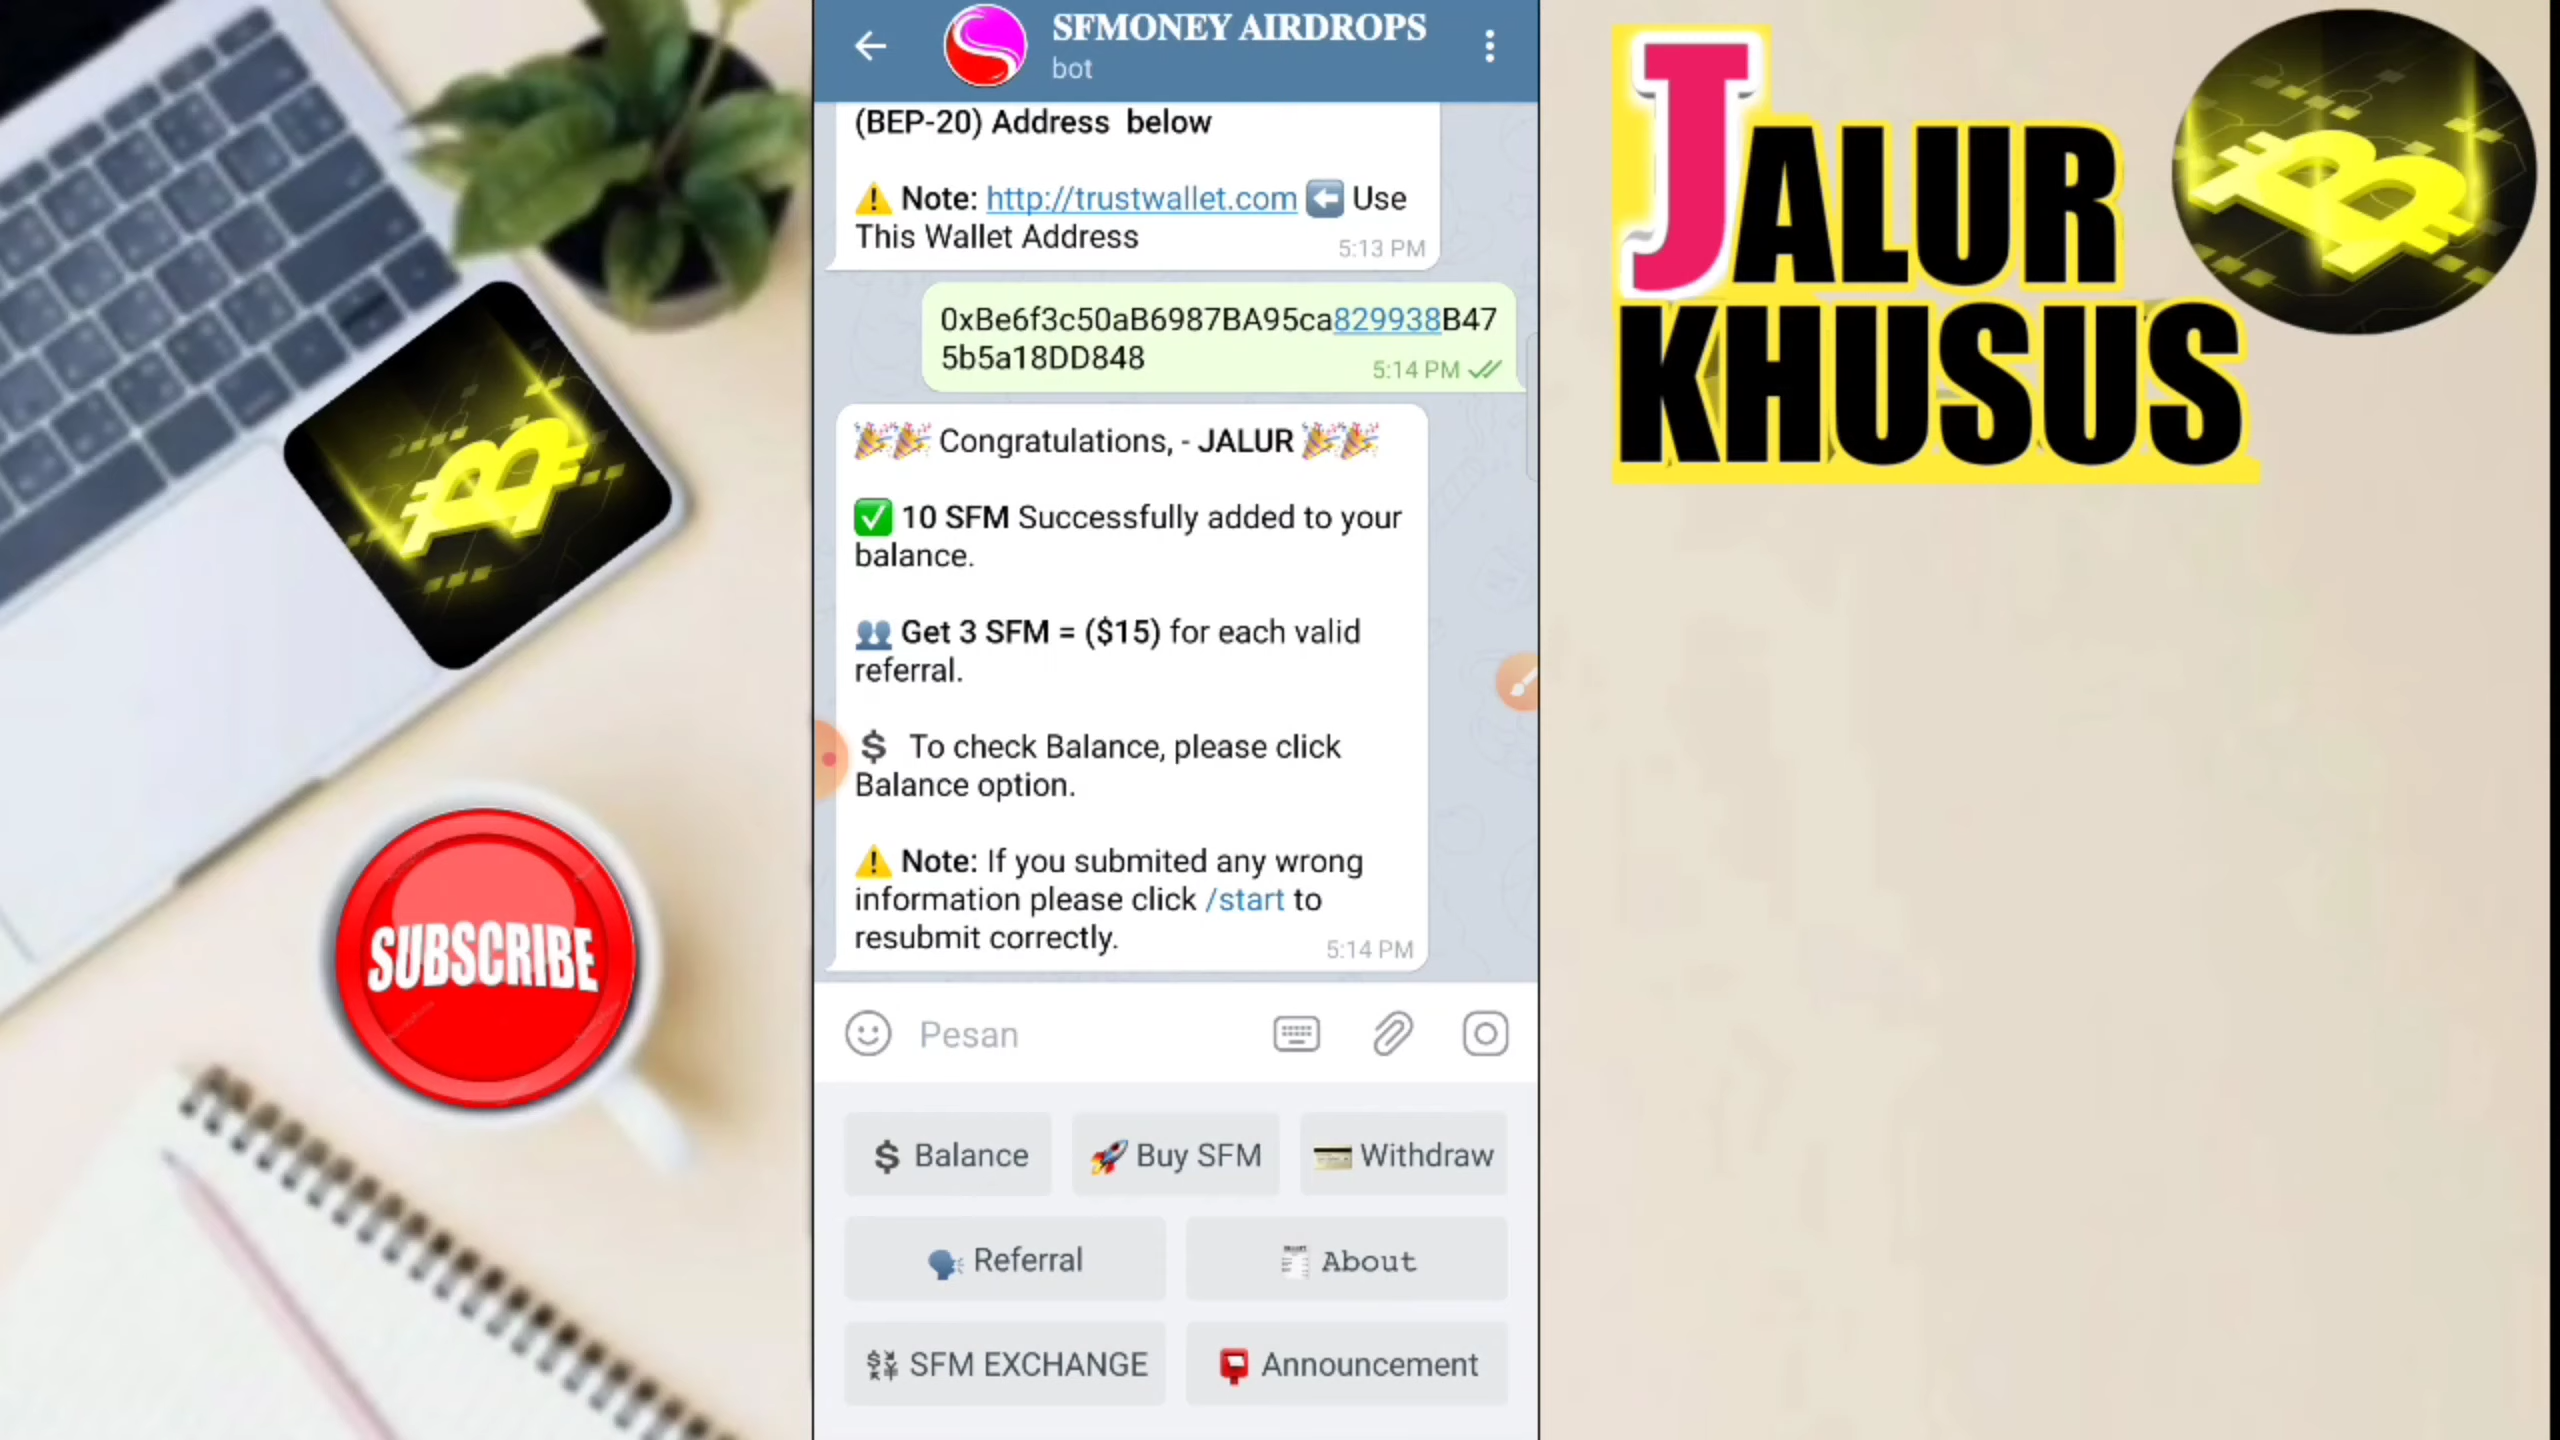 SFMONEY AIRDROPS
bot
(BEP-20) Address below
Note: http://trustwallet.com Use
This Wallet Address
5:13 PM
0xBe6f3c50aB6987BA95ca829938B47
5b5a18DD848
5:14 PM
Congratulations, - JALUR
10 SFM Successfully added to your
balance.
Get 3 SFM = ($15) for each valid
referral.
$ To check Balance, please click
Balance option.
Note: If you submited any wrong
information please click /start to
resubmit correctly.
5:14 PM
Pesan
$ Balance
Buy SFM
Withdraw
Referral
About
SFM EXCHANGE
Announcement
JALUR
KHUSUS
SUBSCRIBE